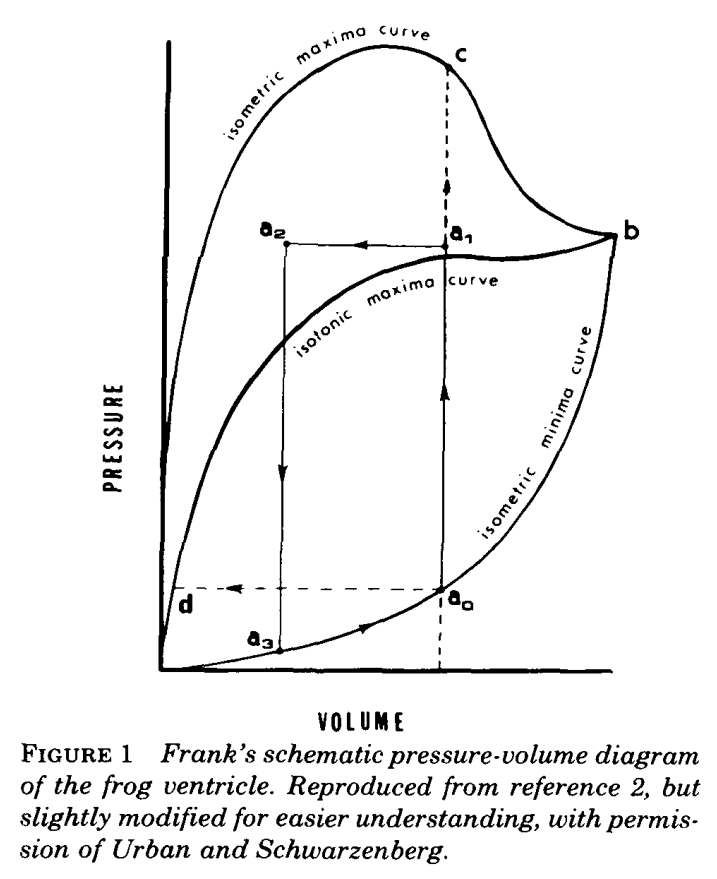 isometric maxima curve
c
a₂
a₁
b
isotonic maxima curve
isometric minima curve
PRESSURE
d
a₀
a₃
VOLUME
FIGURE 1 Frank's schematic pressure-volume diagram
of the frog ventricle. Reproduced from reference 2, but
slightly modified for easier understanding, with permis-
sion of Urban and Schwarzenberg.